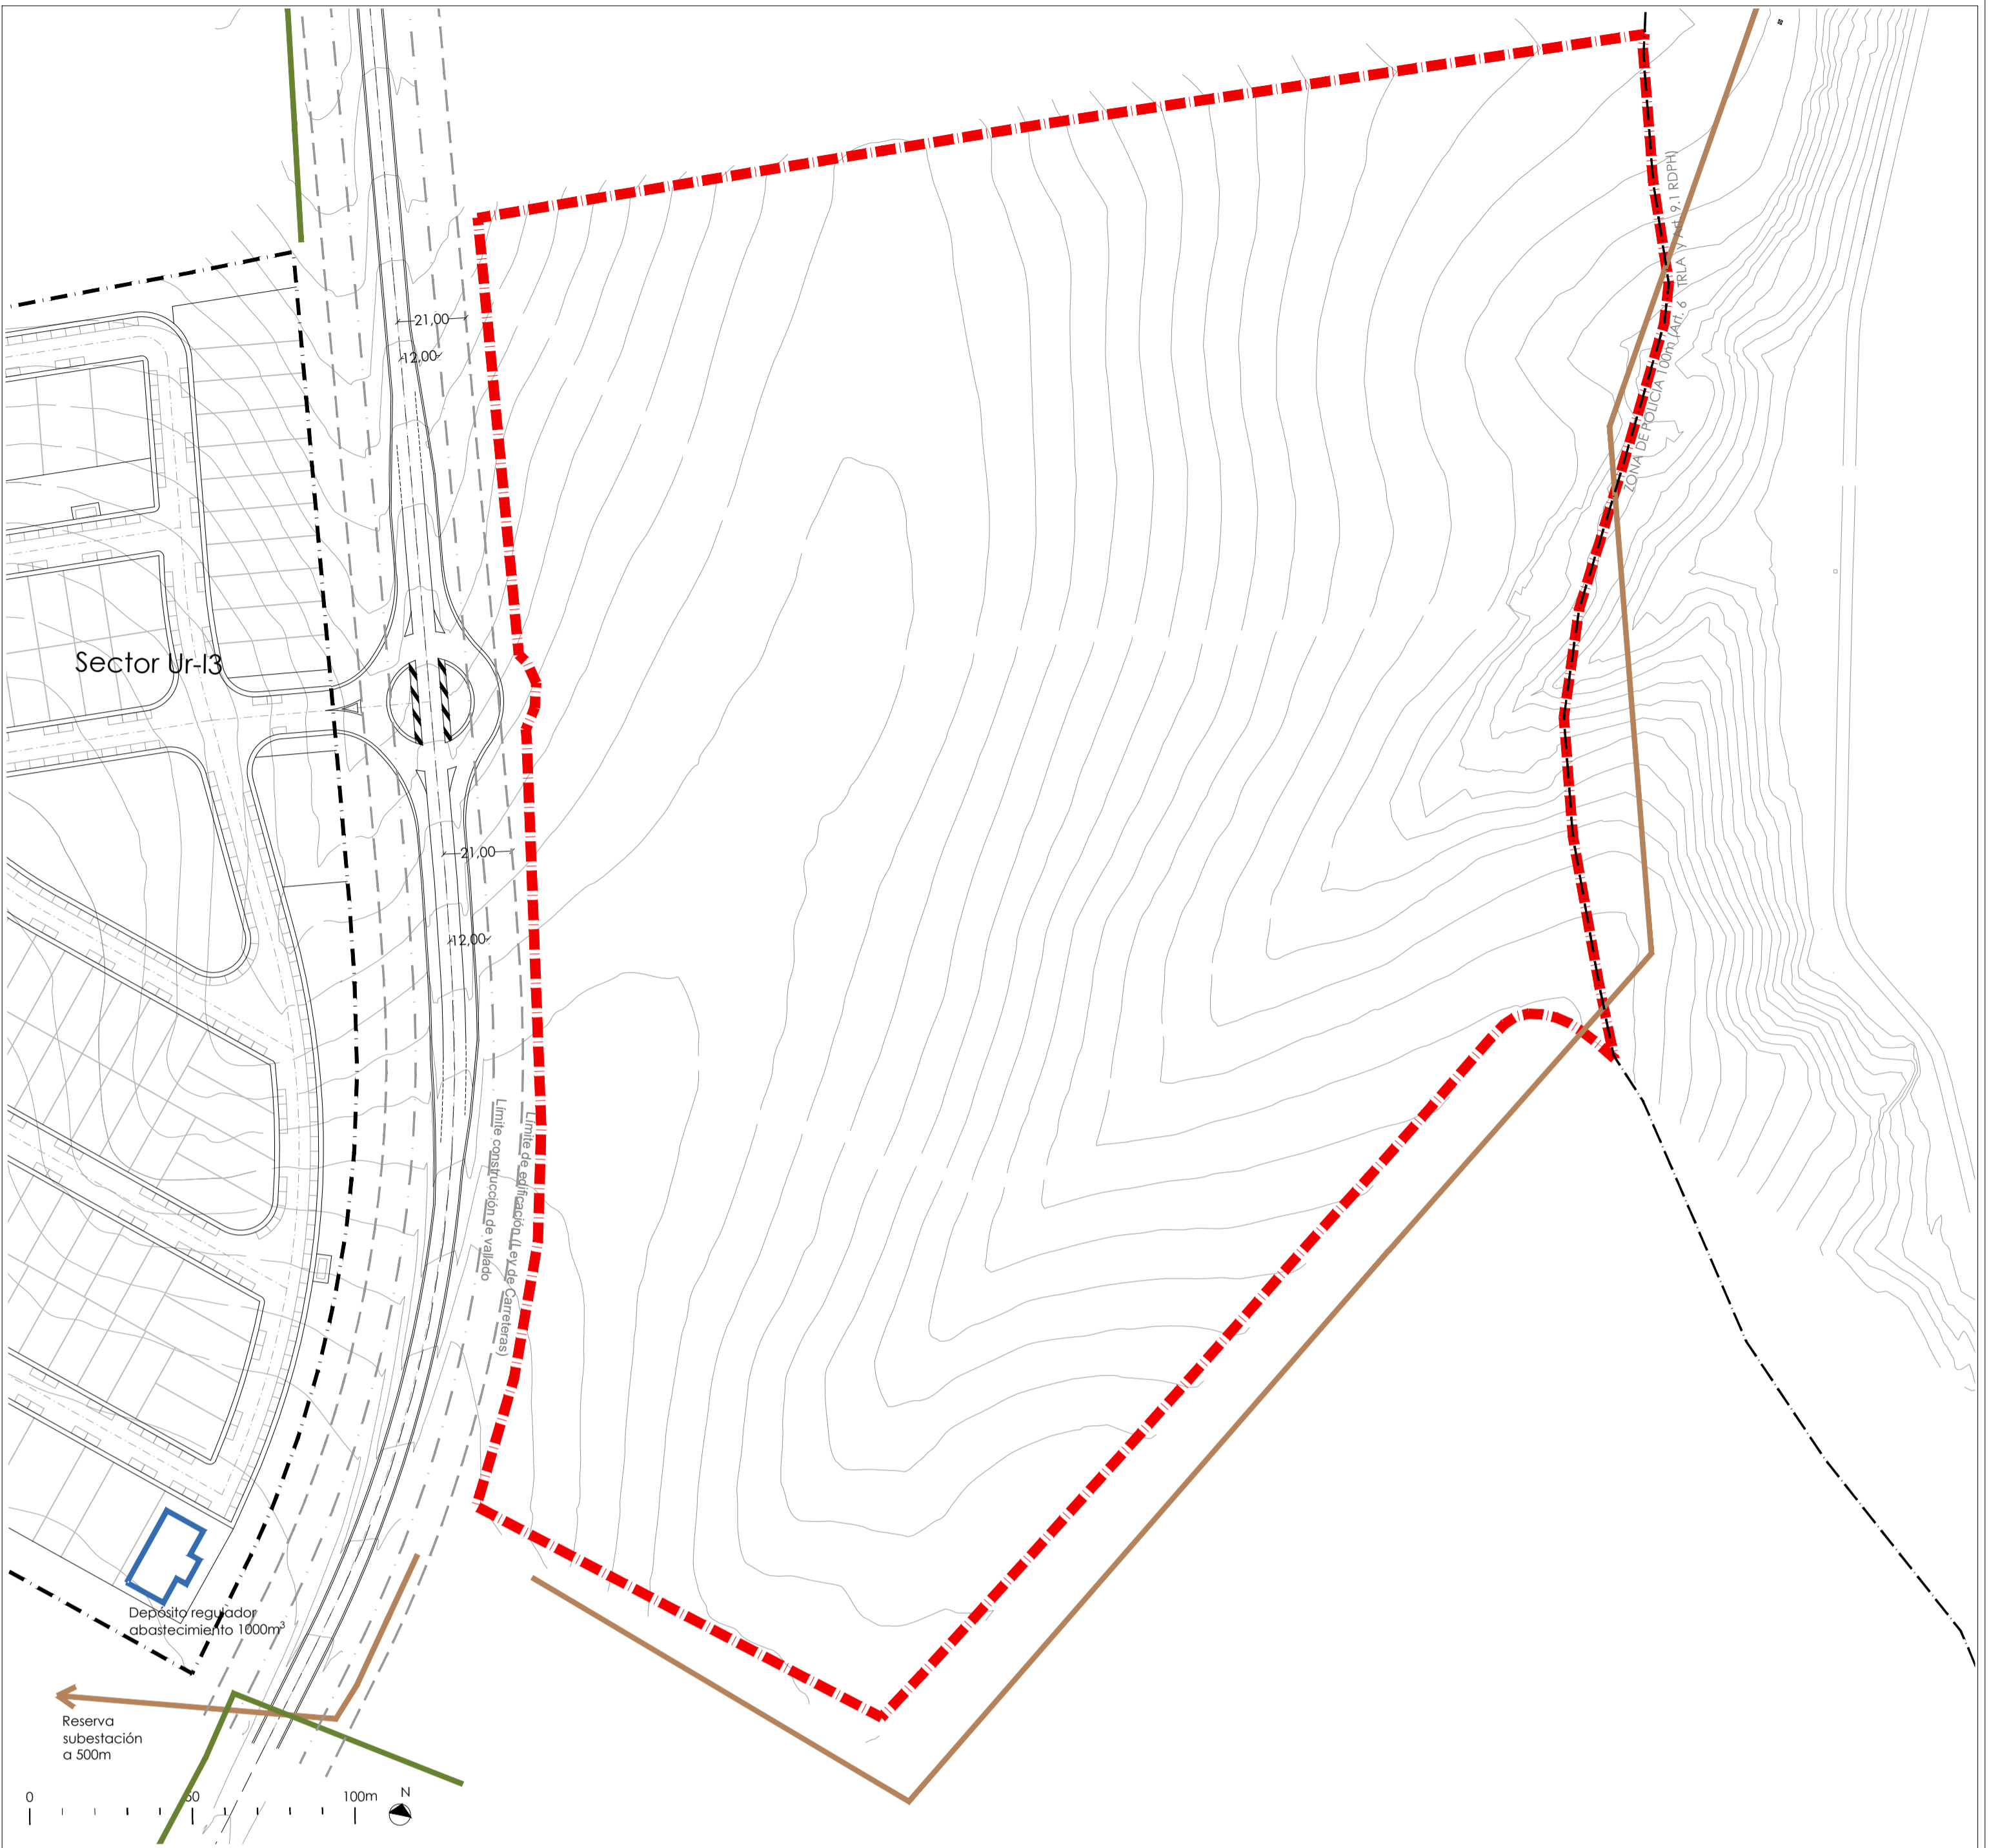 21,00
12,00
ZONA DE POLICIA 100m (Art. 6 TRLA y Art. 9.1 RDPH)
Sector Ur-I3
21,00
12,00
Límite construcción de vallado
Límite de edificación (Ley de Carreteras)
Depósito regulador
abastecimiento 1000m³
Reserva
subestación
a 500m
0 50 100m N